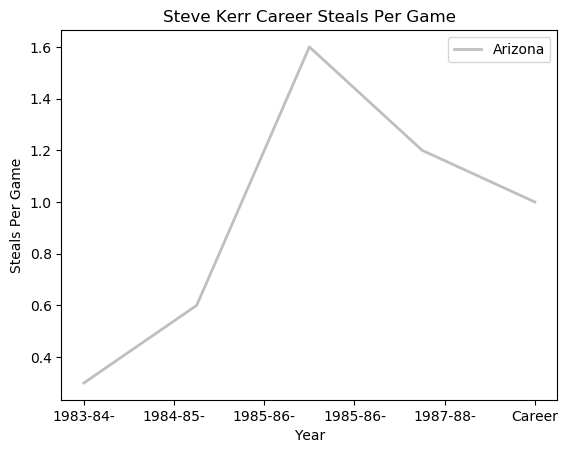 Steve Kerr Career Steals Per Game
Arizona
1.6
1.4
1.2
1.0
0.8
0.6
0.4
Steals Per Game
1983-84- 1984-85- 1985-86- 1985-86- 1987-88- Career
Year